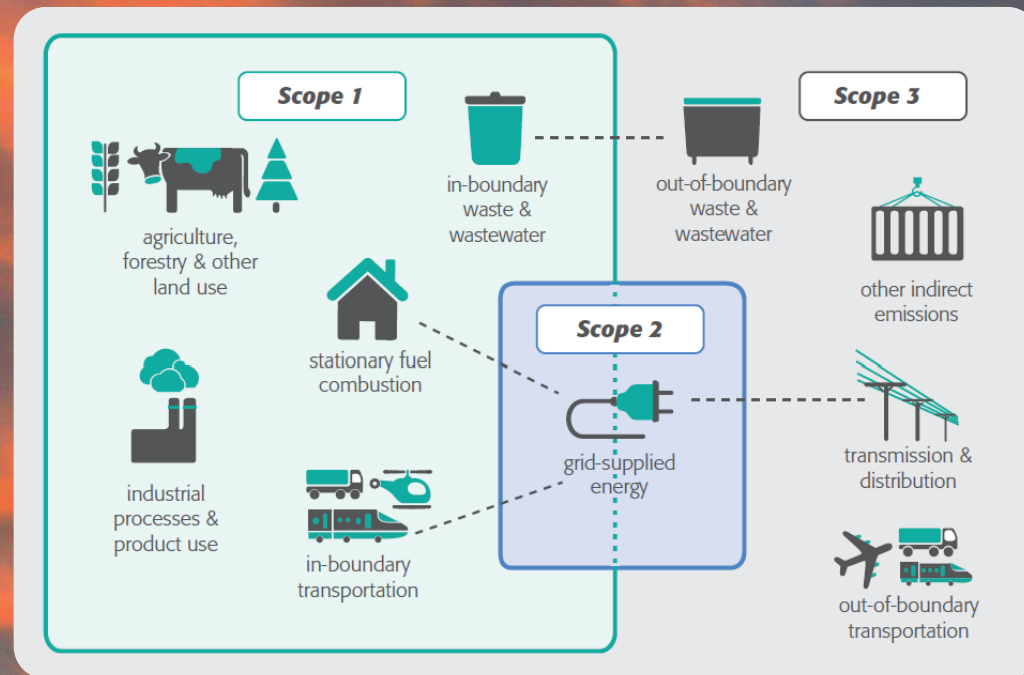 Scope 1
Scope 3
in-boundary
waste &
wastewater
out-of-boundary
waste &
wastewater
agriculture,
forestry & other
land use
other indirect
emissions
Scope 2
stationary fuel
combustion
grid-supplied
energy
transmission &
distribution
industrial
processes &
product use
in-boundary
transportation
out-of-boundary
transportation